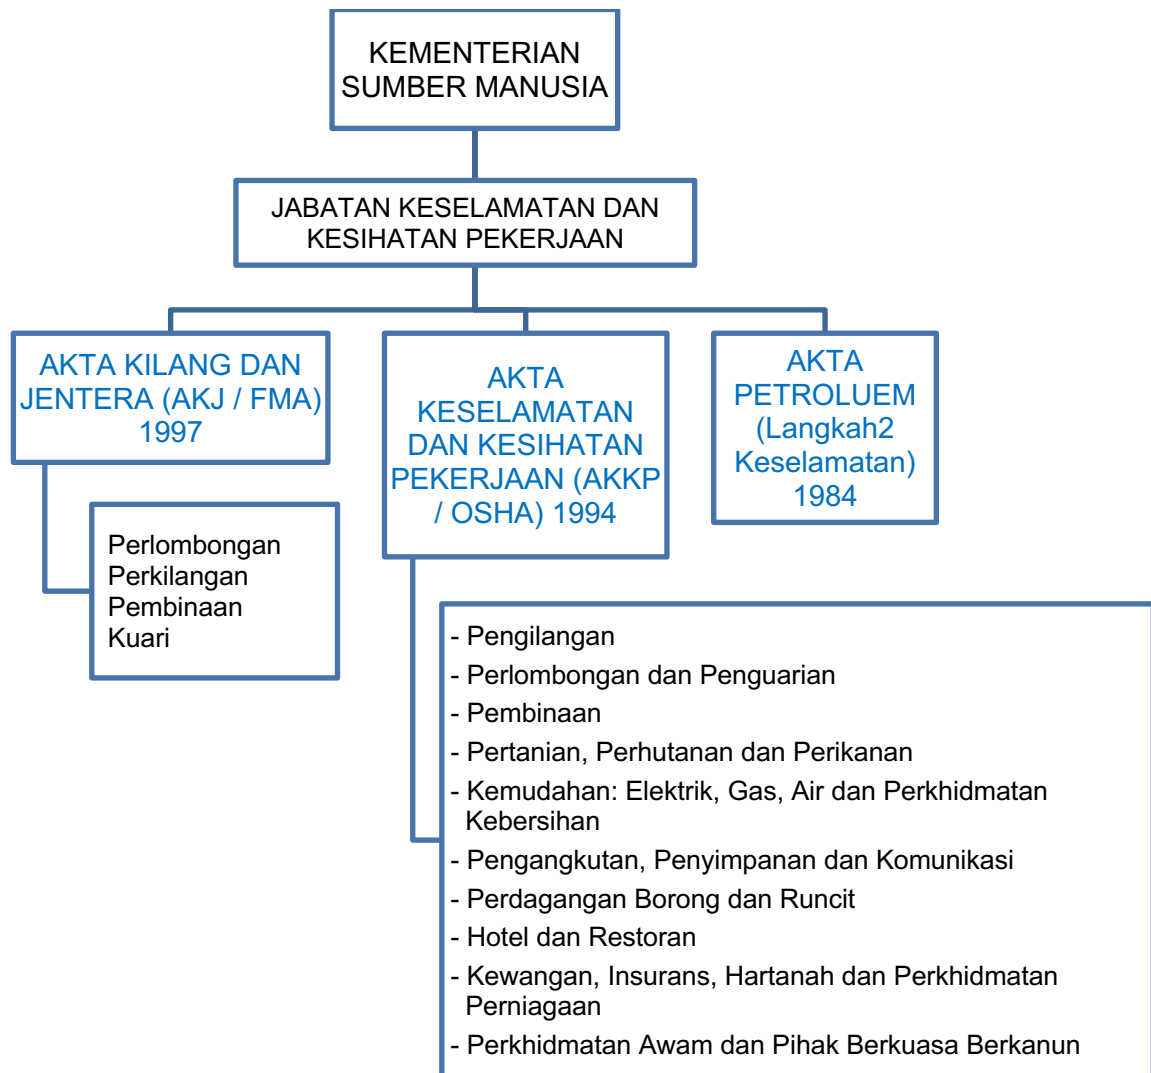 KEMENTERIAN
SUMBER MANUSIA
JABATAN KESELAMATAN DAN
KESIHATAN PEKERJAAN
AKTA KILANG DAN
JENTERA (AKJ / FMA)
1997
AKTA
KESELAMATAN
DAN KESIHATAN
PEKERJAAN (AKKP
/ OSHA) 1994
AKTA
PETROLUEM
(Langkah2
Keselamatan)
1984
Perlombongan
Perkilangan
Pembinaan
Kuari
- Pengilangan
- Perlombongan dan Penguarian
- Pembinaan
- Pertanian, Perhutanan dan Perikanan
- Kemudahan: Elektrik, Gas, Air dan Perkhidmatan
Kebersihan
- Pengangkutan, Penyimpanan dan Komunikasi
- Perdagangan Borong dan Runcit
- Hotel dan Restoran
- Kewangan, Insurans, Hartanah dan Perkhidmatan
Perniagaan
- Perkhidmatan Awam dan Pihak Berkuasa Berkanun